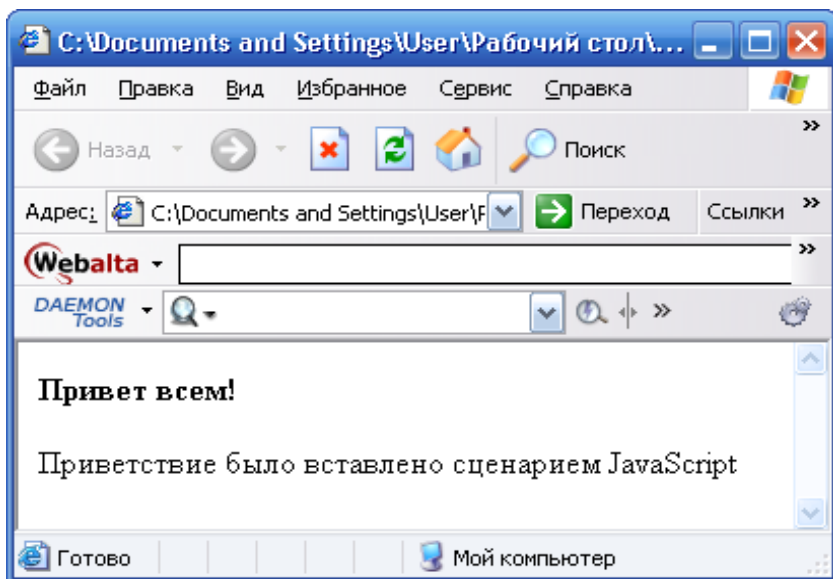 C:\Documents and Settings\User\Рабочий стол\...
Файл Правка Вид Избранное Сервис Справка
Назад Поиск »
Адрес: C:\Documents and Settings\User\F Переход Ссылки »
Webalta »
DAEMON Tools »
Привет всем!
Приветствие было вставлено сценарием JavaScript
Готово Мой компьютер